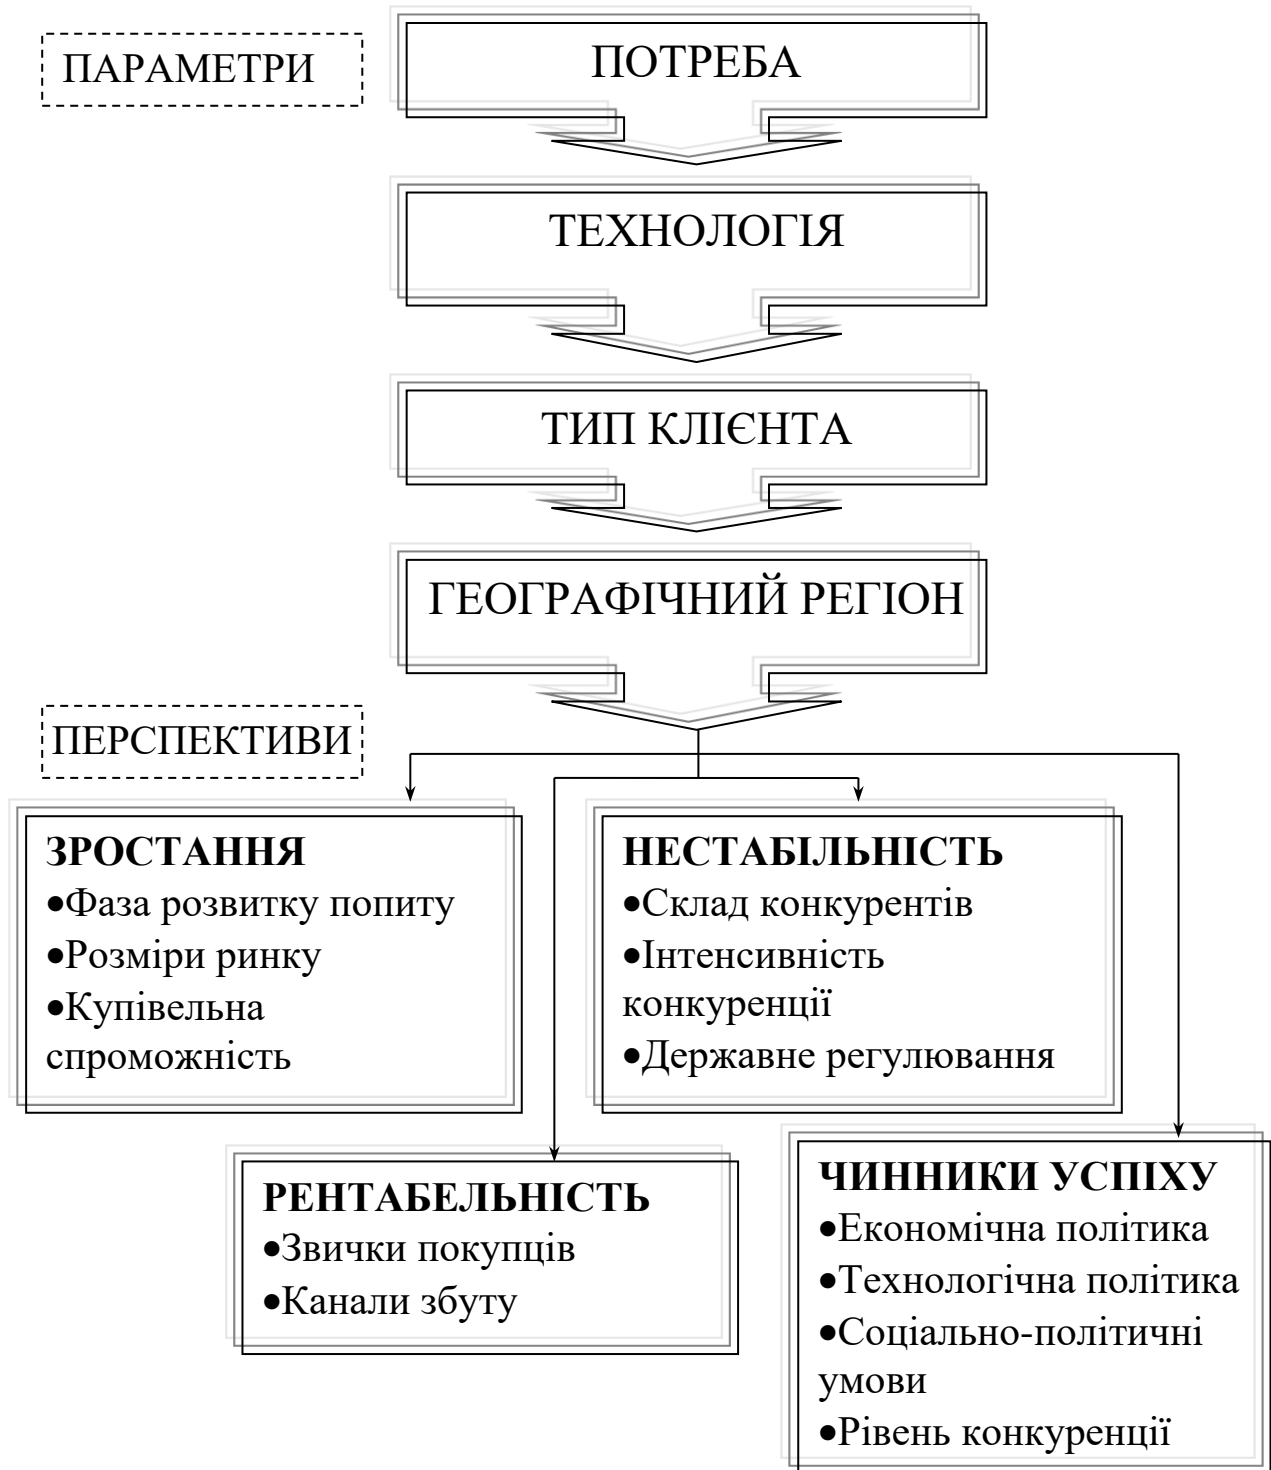 ПАРАМЕТРИ
ПОТРЕБА
ТЕХНОЛОГІЯ
ТИП КЛІЄНТА
ГЕОГРАФІЧНИЙ РЕГІОН
ПЕРСПЕКТИВИ
ЗРОСТАННЯ
•Фаза розвитку попиту
•Розміри ринку
•Купівельна
спроможність
НЕСТАБІЛЬНІСТЬ
•Склад конкурентів
•Інтенсивність
конкуренції
•Державне регулювання
РЕНТАБЕЛЬНІСТЬ
•Звички покупців
•Канали збуту
ЧИННИКИ УСПІХУ
•Економічна політика
•Технологічна політика
•Соціально-політичні
умови
•Рівень конкуренції